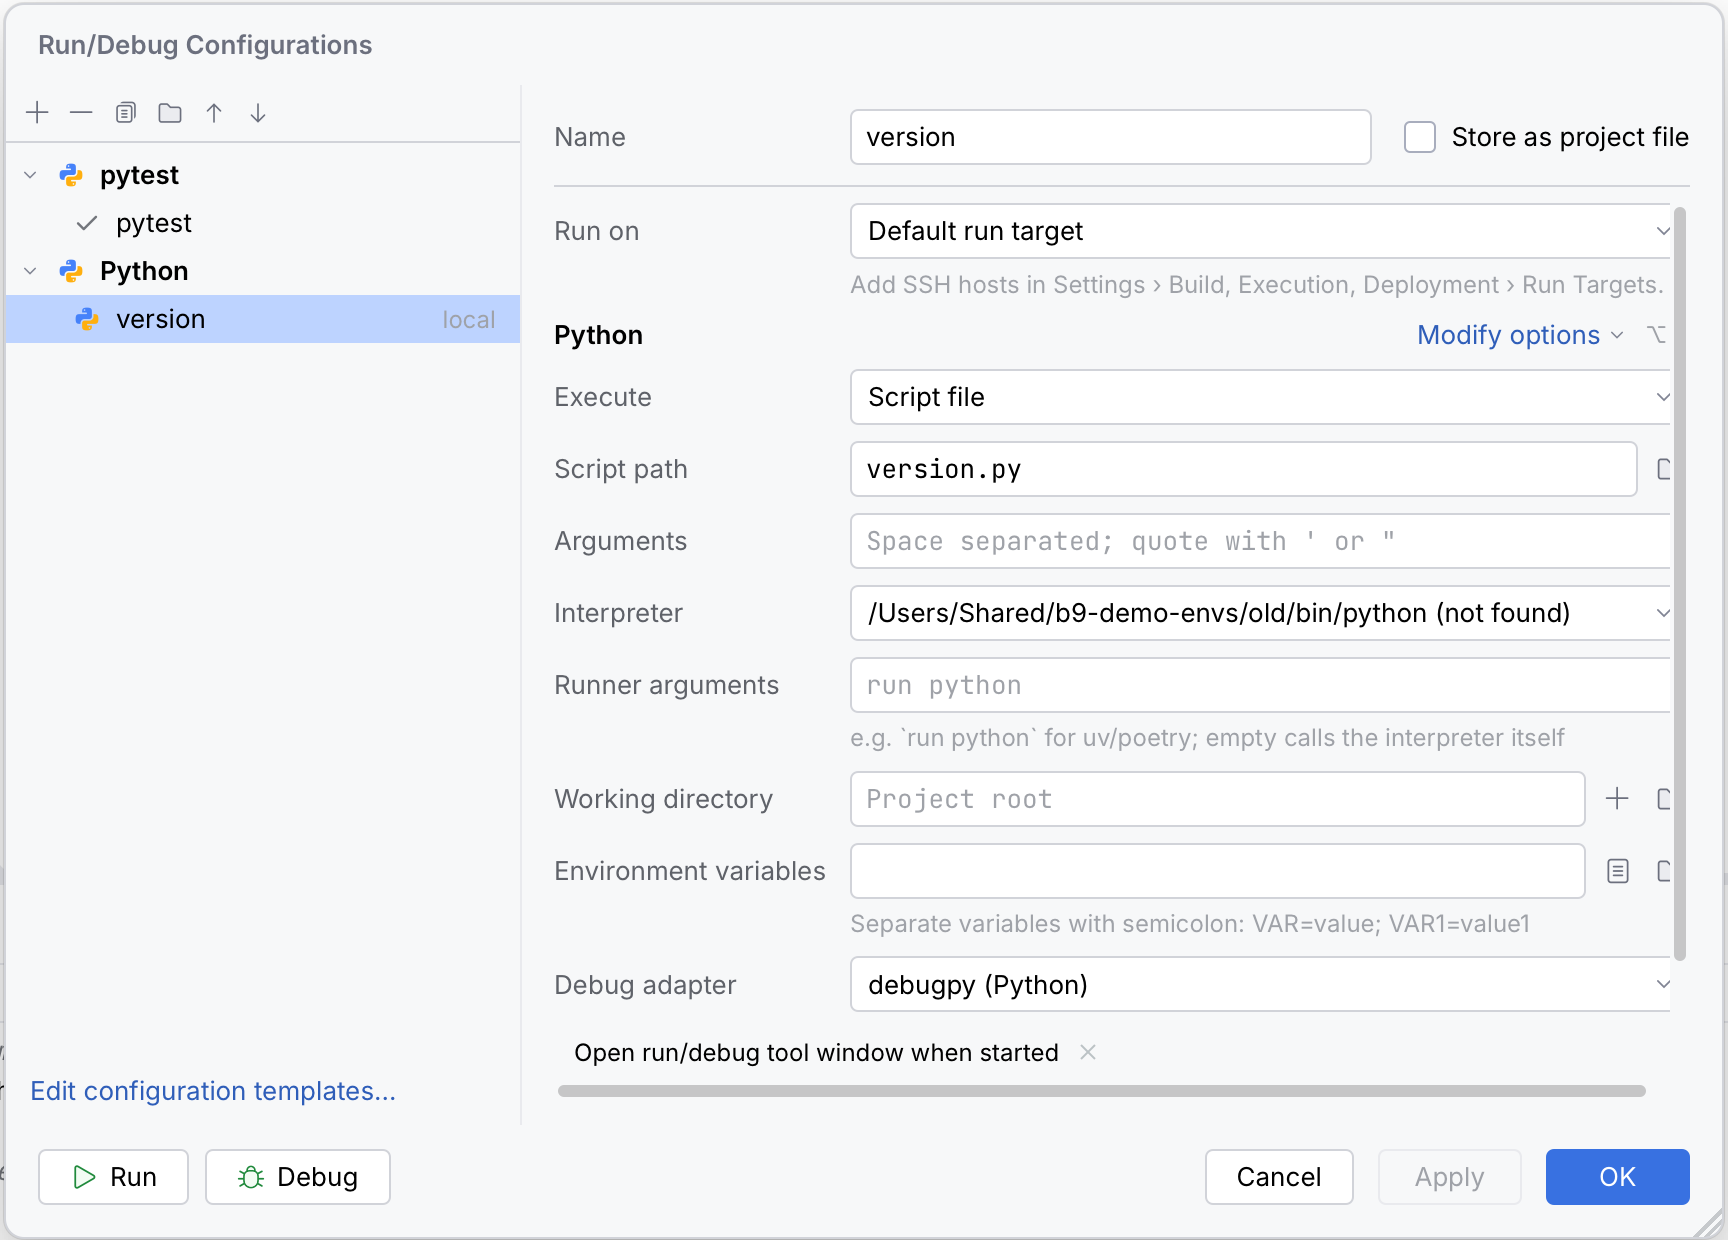 Run/Debug Configurations
pytest
pytest
Python
version local
Edit configuration templates...
Name version Store as project file
Run on Default run target
Add SSH hosts in Settings › Build, Execution, Deployment › Run Targets.
Python Modify options ⌥
Execute Script file
Script path version.py
Arguments Space separated; quote with ' or "
Interpreter /Users/Shared/b9-demo-envs/old/bin/python (not found)
Runner arguments run python
e.g. `run python` for uv/poetry; empty calls the interpreter itself
Working directory Project root
Environment variables
Separate variables with semicolon: VAR=value; VAR1=value1
Debug adapter debugpy (Python)
Open run/debug tool window when started
Run Debug Cancel Apply OK